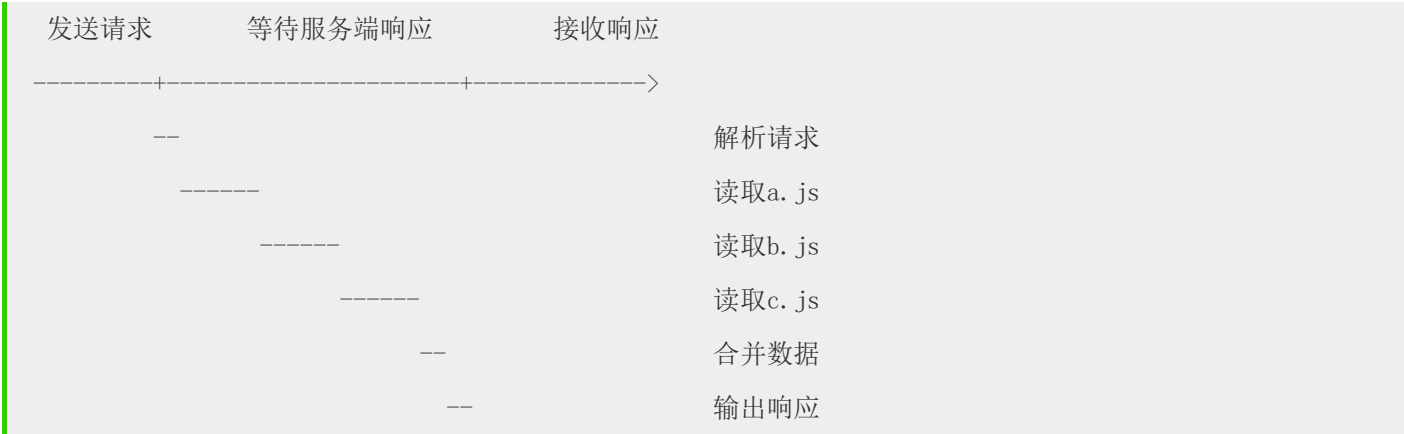 发送请求 等待服务端响应 接收响应
---------+----------------------+------------->
-- 解析请求
------ 读取a.js
------ 读取b.js
------ 读取c.js
-- 合并数据
-- 输出响应